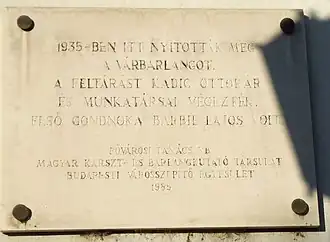 1935-BEN ITT NYITOTTÁK MEG
A VÁRBARLANGOT.
A FELTÁRÁST KADIĆ OTTOKÁR
ÉS MUNKATÁRSAI VÉGEZTÉK.
ELSŐ GONDNOKA BARBIE LAJOS VOLT
FŐVÁROSI TANÁCS V.B.
MAGYAR KARSZT- ÉS BARLANGKUTATÓ TÁRSULAT
BUDAPESTI VÁROSSZÉPÍTŐ EGYESÜLET
1985